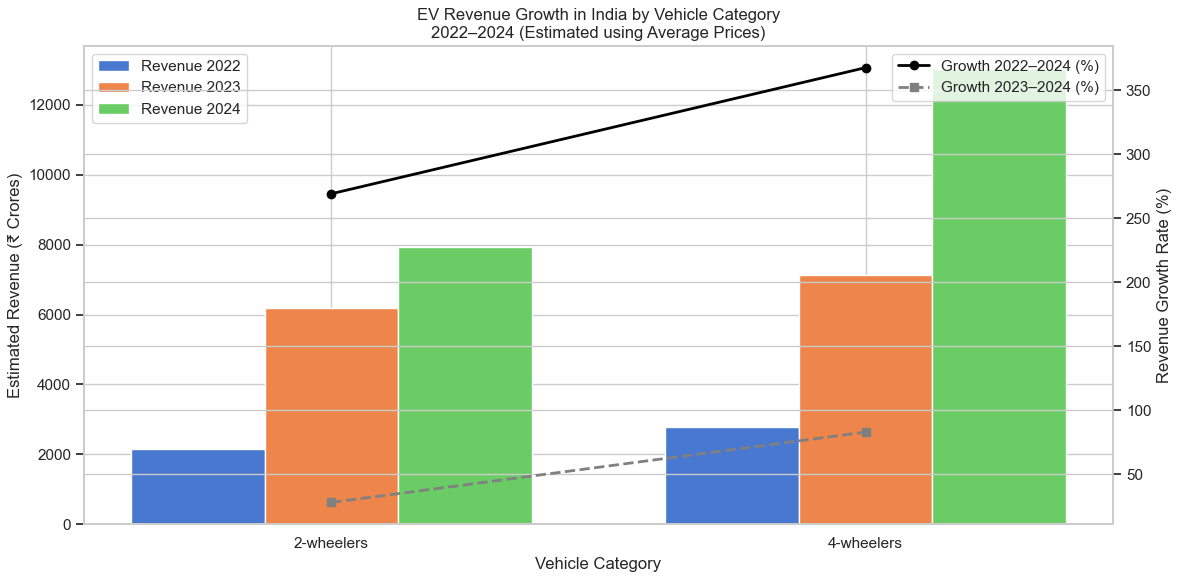 EV Revenue Growth in India by Vehicle Category
2022–2024 (Estimated using Average Prices)
Revenue 2022
Revenue 2023
Revenue 2024
Growth 2022–2024 (%)
Growth 2023–2024 (%)
Estimated Revenue (₹ Crores)
12000
10000
8000
6000
4000
2000
0
350
300
250
200
150
100
50
Revenue Growth Rate (%)
2-wheelers
4-wheelers
Vehicle Category